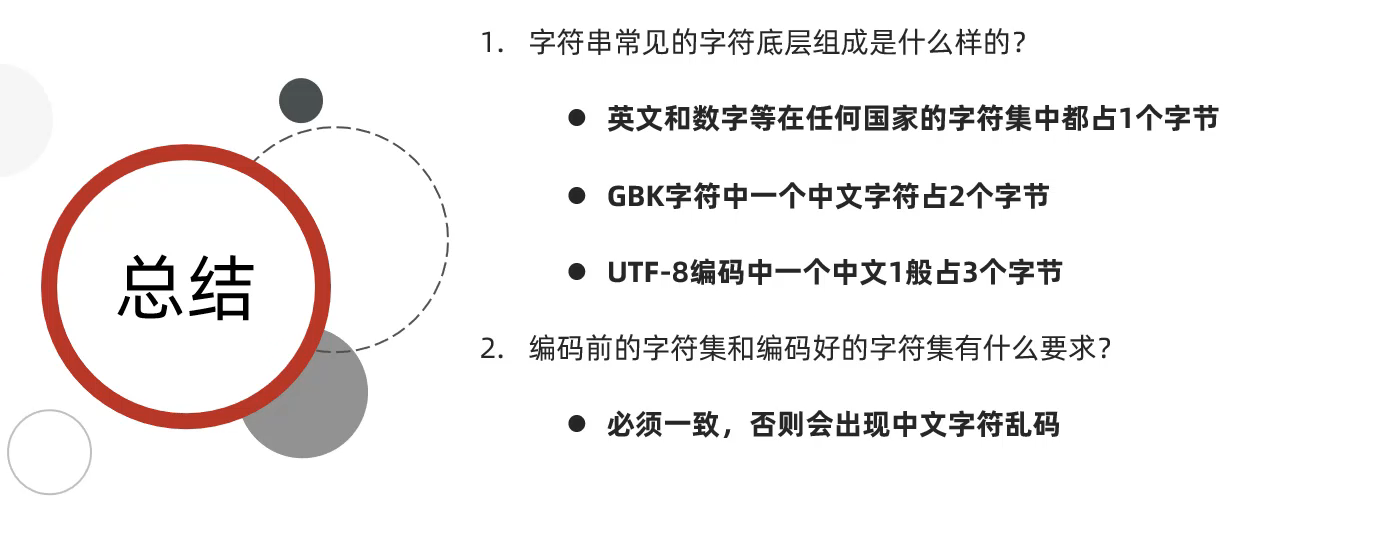 总结
1. 字符串常见的字符底层组成是什么样的？
● 英文和数字等在任何国家的字符集中都占1个字节
● GBK字符中一个中文字符占2个字节
● UTF-8编码中一个中文1般占3个字节
2. 编码前的字符集和编码好的字符集有什么要求？
● 必须一致，否则会出现中文字符乱码